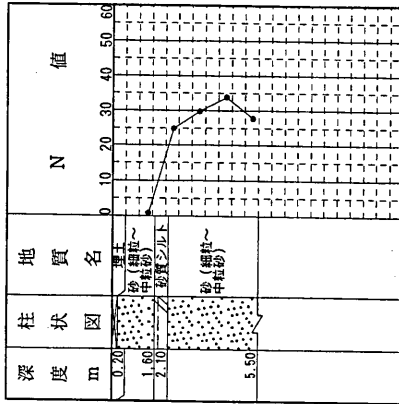 深度 m
柱状図
地質名
N 値
0 10 20 30 40 50 60
0.20
埋土
砂(細粒～
中粒砂)
1.60
砂質シルト
2.10
砂(細粒～
中粒砂)
5.50